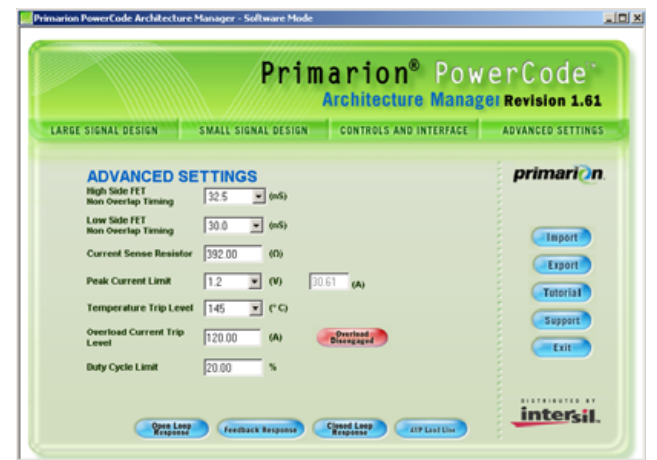 Primarion PowerCode Architecture Manager - Software Mode
Primarion® PowerCode™
Architecture Manager Revision 1.61
LARGE SIGNAL DESIGN SMALL SIGNAL DESIGN CONTROLS AND INTERFACE ADVANCED SETTINGS
ADVANCED SETTINGS
High Side FET
Non Overlap Timing 32.5 (nS)
Low Side FET
Non Overlap Timing 30.0 (nS)
Current Sense Resistor 392.00 (Ω)
Peak Current Limit 1.2 (V) 30.61 (A)
Temperature Trip Level 145 (°C)
Overload Current Trip
Level 120.00 (A)
Overload
Disengaged
Duty Cycle Limit 20.00 %
Open Loop
Response
Feedback Response
Closed Loop
Response
AVP Load Line
primarion.
Import
Export
Tutorial
Support
Exit
DISTRIBUTED BY
intersil.